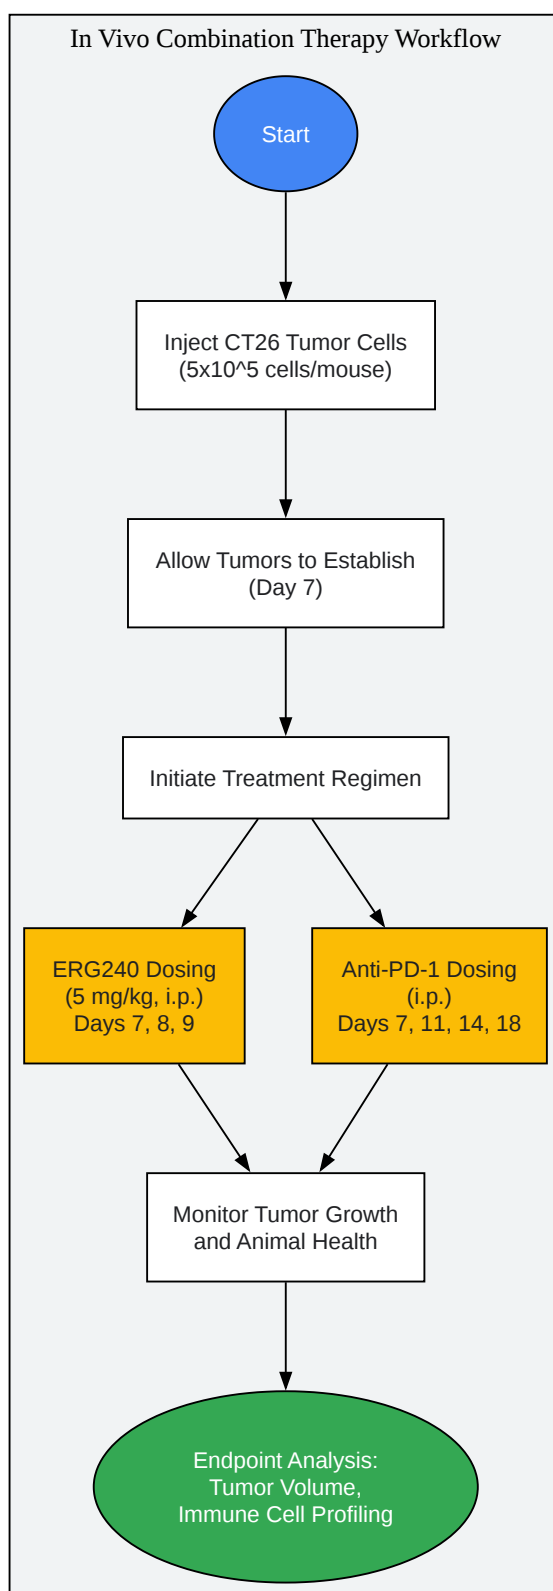 In Vivo Combination Therapy Workflow
Start
Inject CT26 Tumor Cells
(5x10^5 cells/mouse)
Allow Tumors to Establish
(Day 7)
Initiate Treatment Regimen
ERG240 Dosing
(5 mg/kg, i.p.)
Days 7, 8, 9
Anti-PD-1 Dosing
(i.p.)
Days 7, 11, 14, 18
Monitor Tumor Growth
and Animal Health
Endpoint Analysis:
Tumor Volume,
Immune Cell Profiling